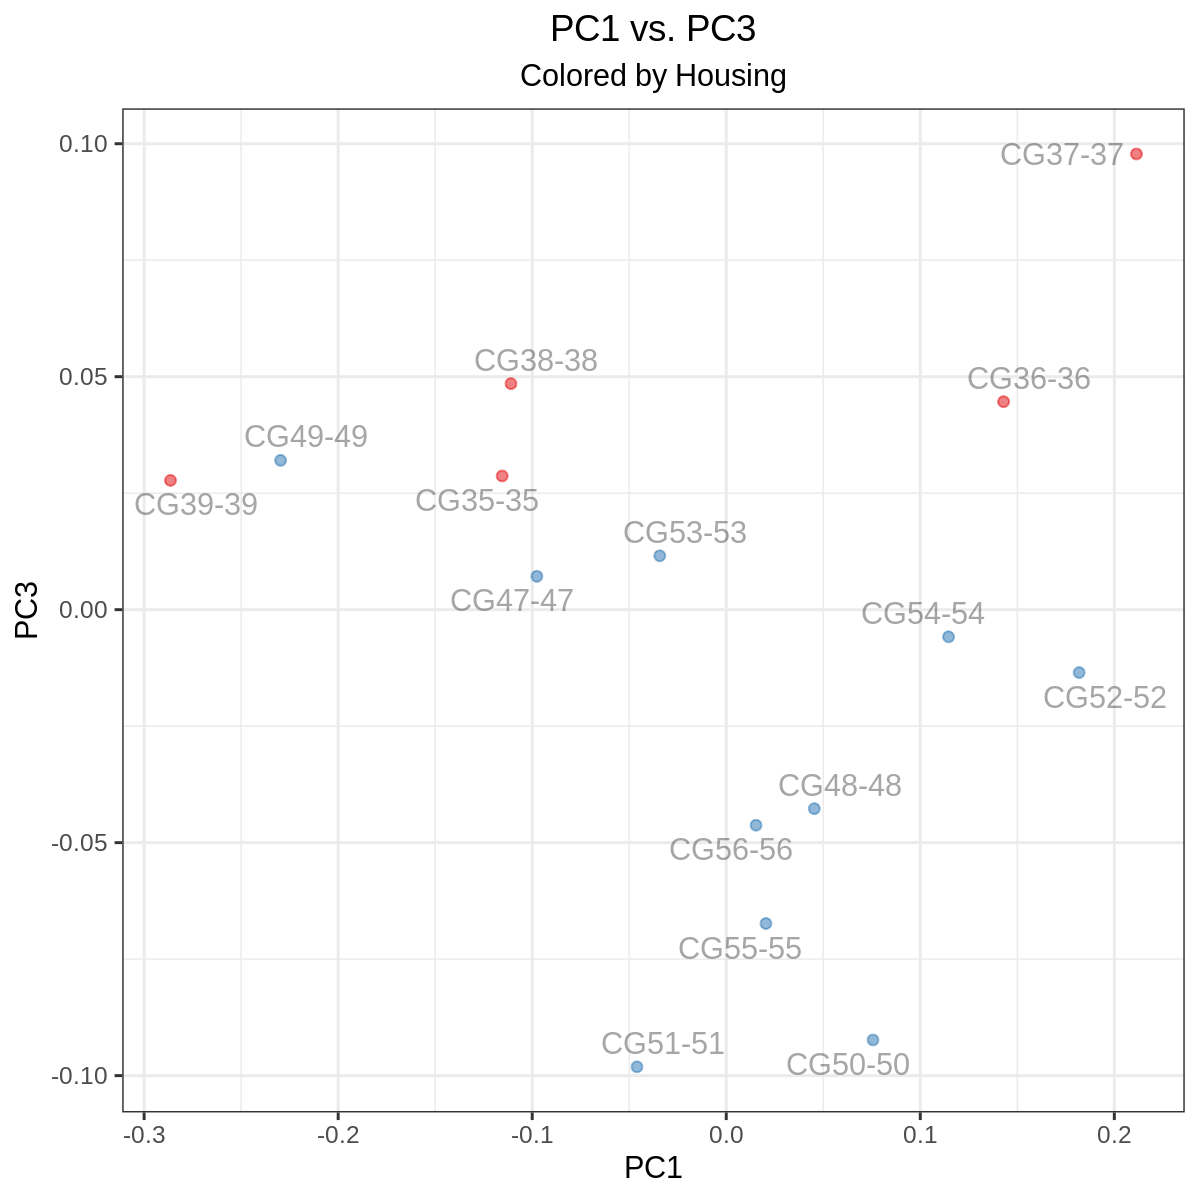 PC1 vs. PC3
Colored by Housing
0.10
CG37-37
CG38-38
0.05
CG36-36
CG49-49
CG39-39
CG35-35
CG53-53
CG47-47
PC3
0.00
CG54-54
CG52-52
CG48-48
-0.05
CG56-56
CG55-55
CG51-51
CG50-50
-0.10
-0.3 -0.2 -0.1 0.0 0.1 0.2
PC1